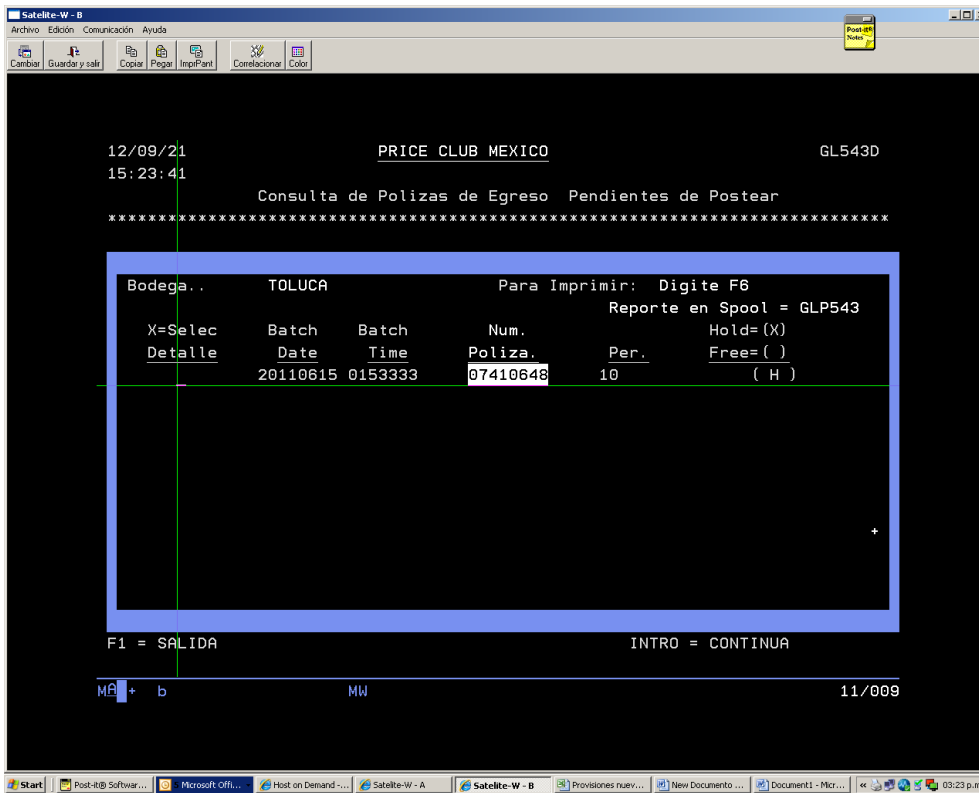 Satelite-W - B
Archivo Edición Comunicación Ayuda
Post-it®
Notes
Cambiar Guardar y salir Copiar Pegar ImprPant Correlacionar Color
12/09/21 PRICE CLUB MEXICO GL543D
15:23:41
Consulta de Polizas de Egreso Pendientes de Postear
******************************************************************************
Bodega.. TOLUCA Para Imprimir: Digite F6
Reporte en Spool = GLP543
X=Selec Batch Batch Num. Hold=(X)
Detalle Date Time Poliza. Per. Free=( )
20110615 0153333 07410648 10 ( H )
+
F1 = SALIDA INTRO = CONTINUA
MA + b MW 11/009
Start Post-it® Softwar... Microsoft Offi... Host on Demand -... Satelite-W - A Satelite-W - B Provisiones nuev... New Documento ... Document1 - Micr... « 03:23 p.m